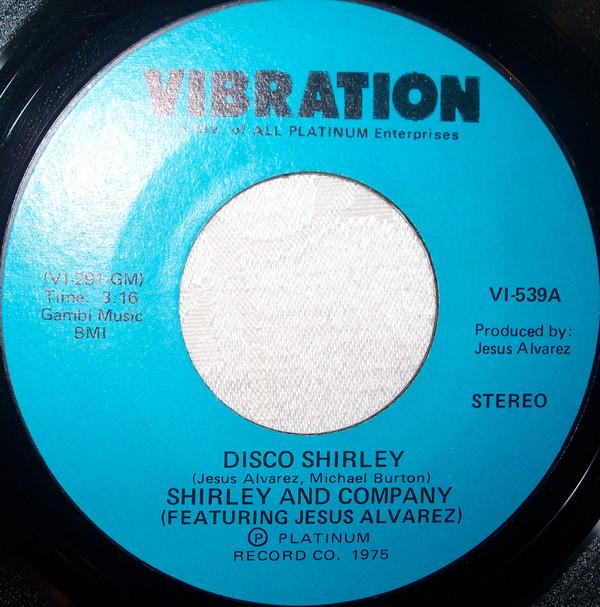 VIBRATION
A Div. of ALL PLATINUM Enterprises
(VI-291-GM)
Time: 3:16
Gambi Music
BMI
VI-539A
Produced by:
Jesus Alvarez
STEREO
DISCO SHIRLEY
(Jesus Alvarez, Michael Burton)
SHIRLEY AND COMPANY
(FEATURING JESUS ALVAREZ)
Ⓟ PLATINUM
RECORD CO. 1975